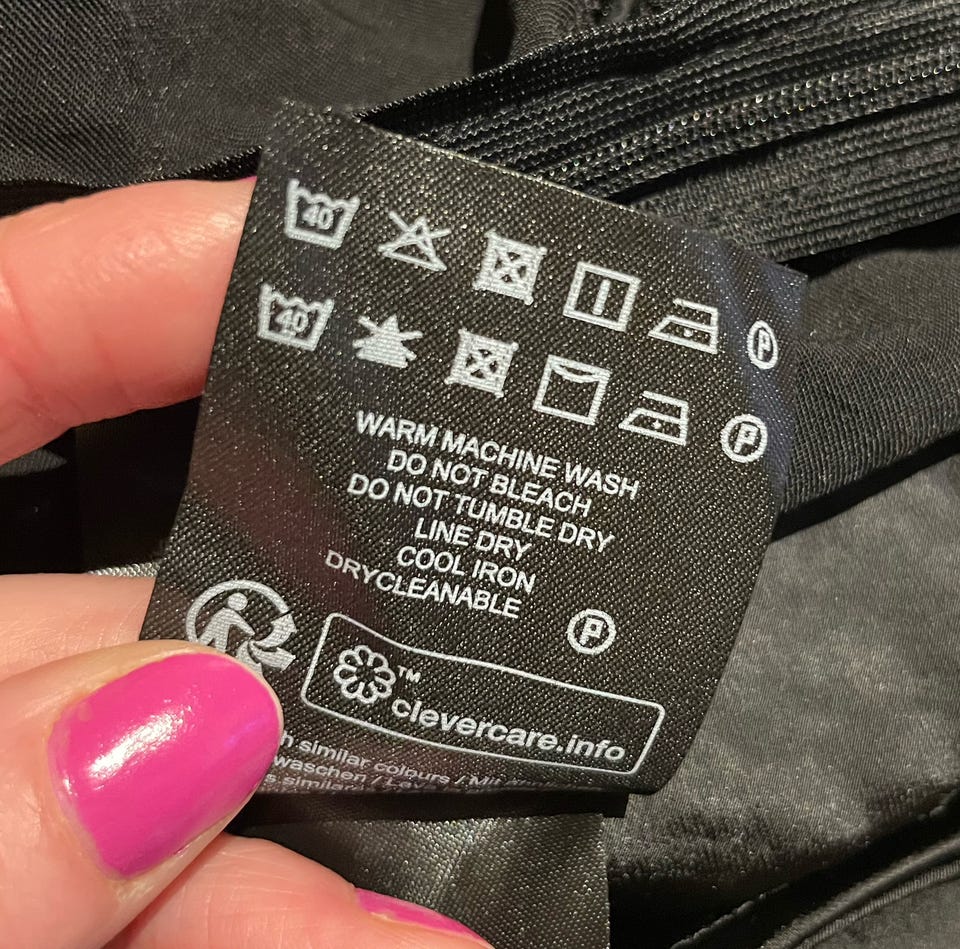 40 P
40 P
WARM MACHINE WASH
DO NOT BLEACH
DO NOT TUMBLE DRY
LINE DRY
COOL IRON
DRYCLEANABLE
P
™
clevercare.info
similar colours /
waschen /
similar